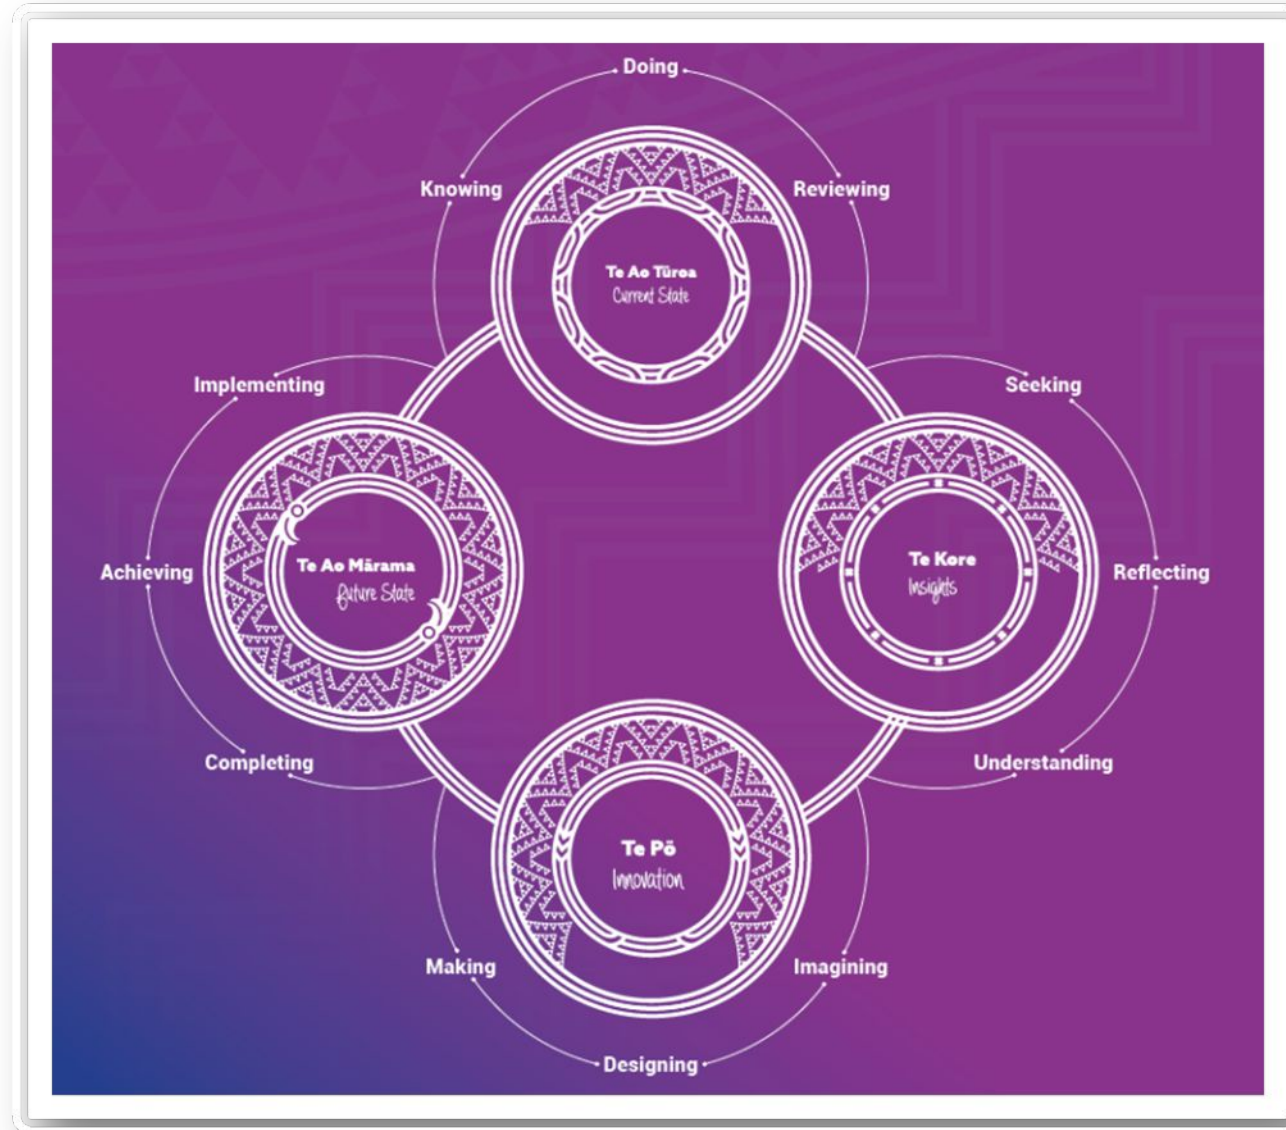 Doing
Knowing
Reviewing
Te Ao Tūroa
Current State
Implementing
Seeking
Te Ao Mārama
Future State
Te Kore
Insights
Achieving
Reflecting
Completing
Understanding
Te Pō
Innovation
Making
Imagining
Designing